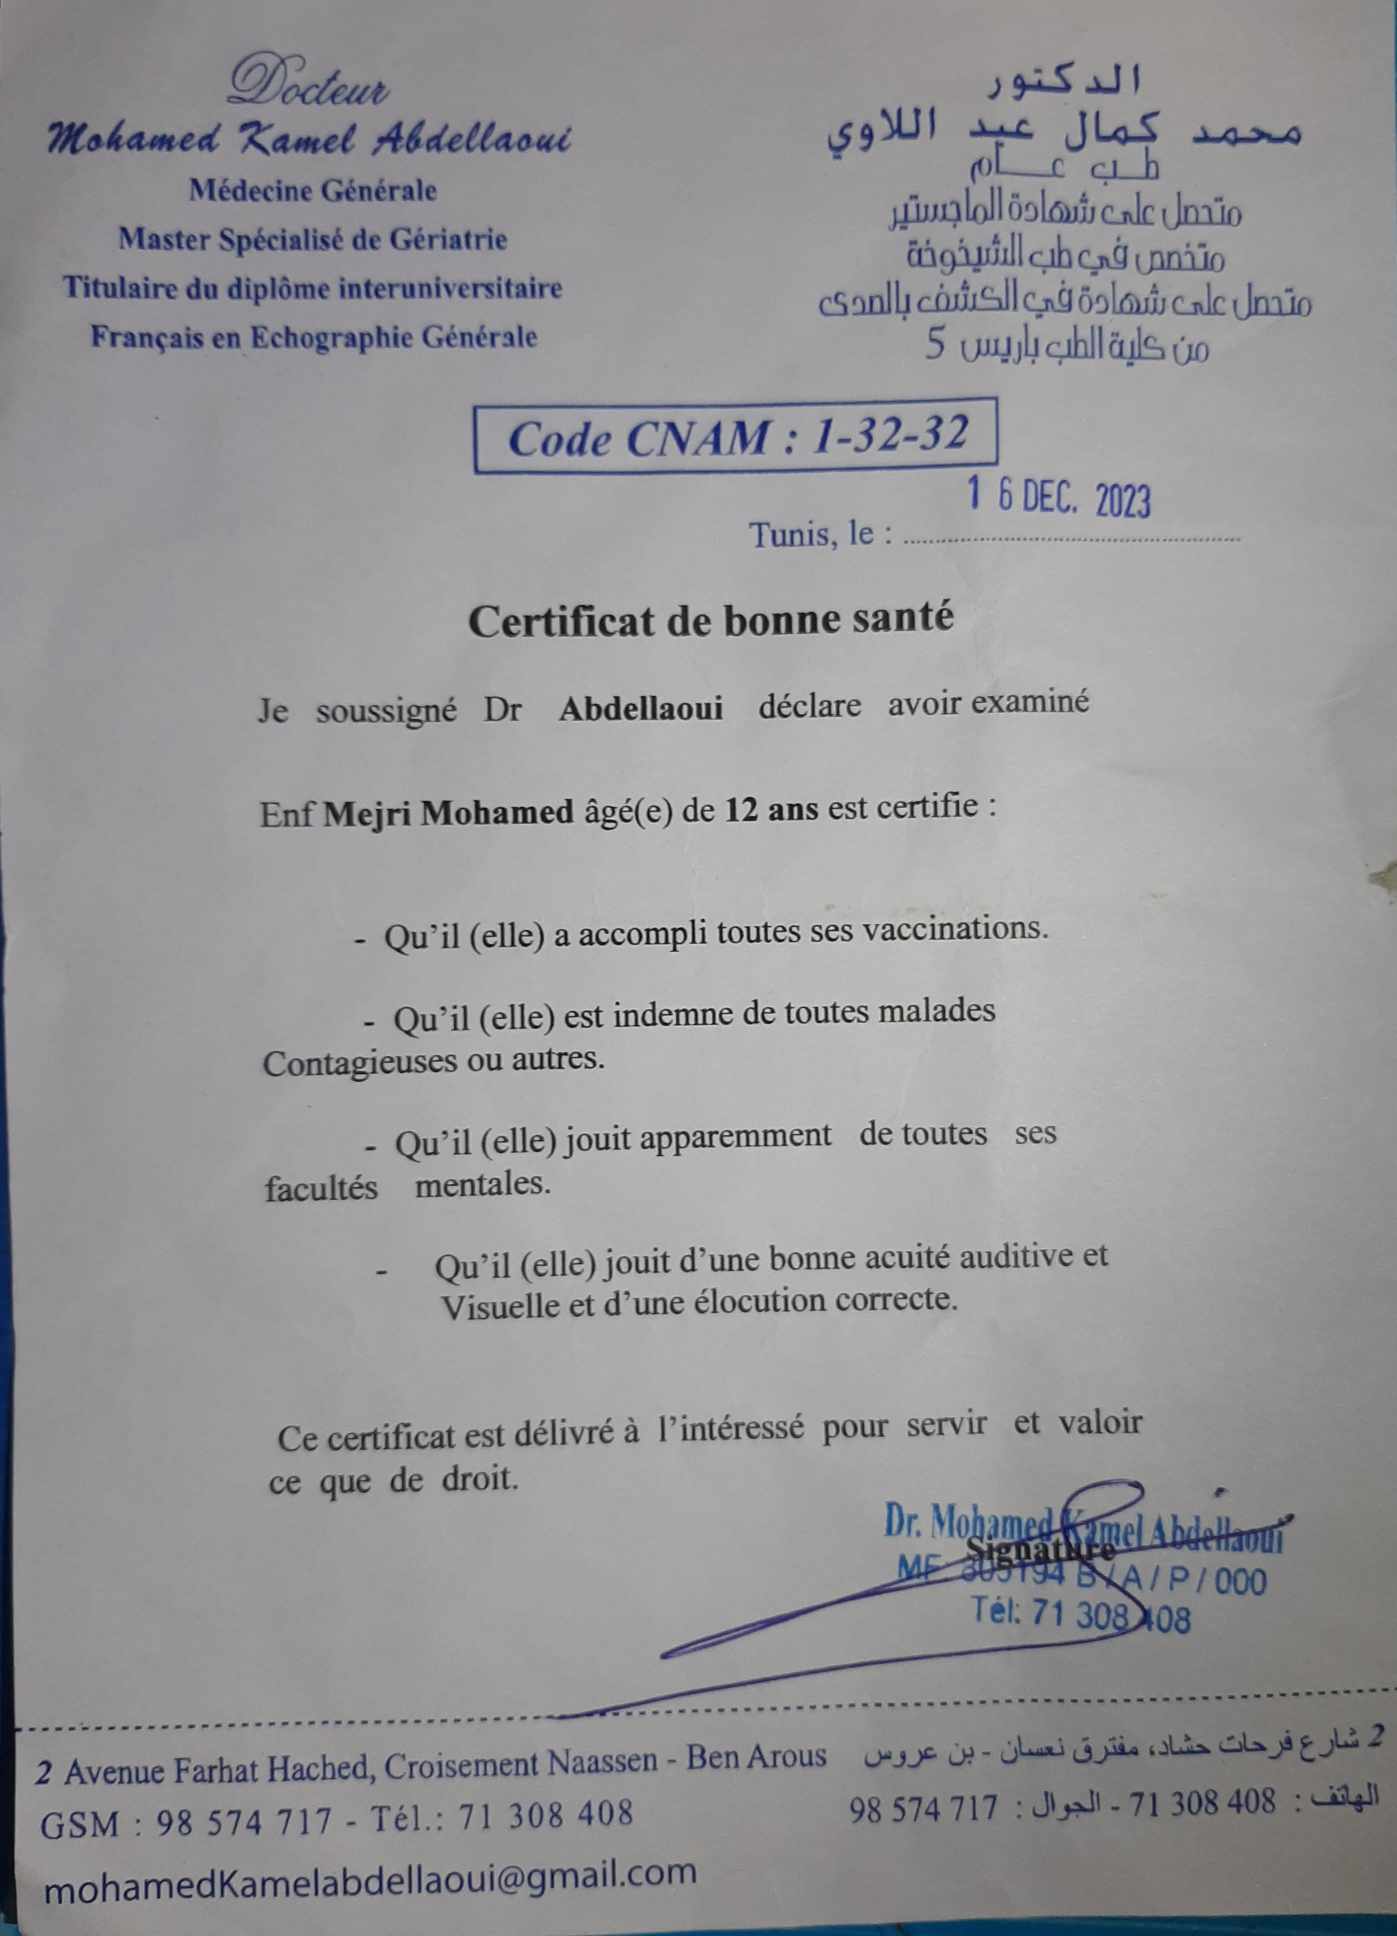 Docteur
Mohamed Kamel Abdellaoui
Médecine Générale
Master Spécialisé de Gériatrie
Titulaire du diplôme interuniversitaire
Français en Echographie Générale
الدكتور
محمد كمال عبد اللاوي
طب عام
متحصل على شهادة الماجستير
متخصص في طب الشيخوخة
متحصل على شهادة في الكشف بالصدى
من كلية الطب باريس 5
Code CNAM : 1-32-32
16 DEC. 2023
Tunis, le :
Certificat de bonne santé
Je soussigné Dr Abdellaoui déclare avoir examiné
Enf Mejri Mohamed âgé(e) de 12 ans est certifie :
- Qu’il (elle) a accompli toutes ses vaccinations.
- Qu’il (elle) est indemne de toutes malades
Contagieuses ou autres.
- Qu’il (elle) jouit apparemment de toutes ses
facultés mentales.
- Qu’il (elle) jouit d’une bonne acuité auditive et
Visuelle et d’une élocution correcte.
Ce certificat est délivré à l’intéressé pour servir et valoir
ce que de droit.
Dr. Mohamed Kamel Abdellaoui
Signature
MF B / A / P / 000
Tél: 71 308 408
2 Avenue Farhat Hached, Croisement Naassen - Ben Arous
GSM : 98 574 717 - Tél.: 71 308 408
mohamedKamelabdellaoui@gmail.com
2 شارع فرحات حشاد، مفترق نعسان - بن عروس
الهاتف : 71 308 408 - الجوال : 98 574 717